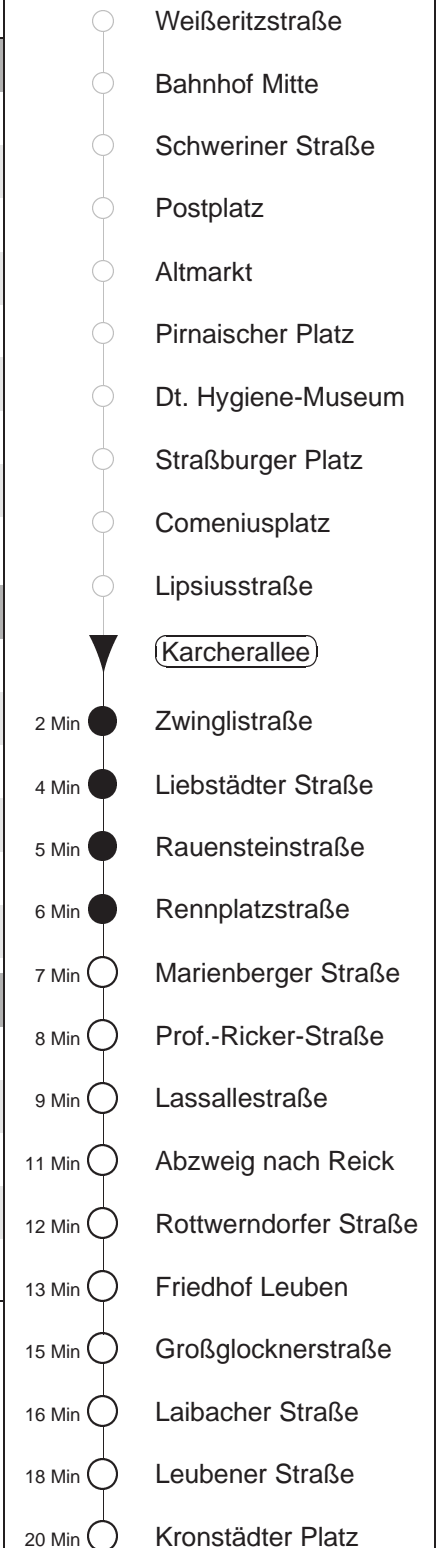 Weißeritzstraße
Bahnhof Mitte
Schweriner Straße
Postplatz
Altmarkt
Pirnaischer Platz
Dt. Hygiene-Museum
Straßburger Platz
Comeniusplatz
Lipsiusstraße
Karcherallee
2 Min Zwinglistraße
4 Min Liebstädter Straße
5 Min Rauensteinstraße
6 Min Rennplatzstraße
7 Min Marienberger Straße
8 Min Prof.-Ricker-Straße
9 Min Lassallestraße
11 Min Abzweig nach Reick
12 Min Rottwerndorfer Straße
13 Min Friedhof Leuben
15 Min Großglocknerstraße
16 Min Laibacher Straße
18 Min Leubener Straße
20 Min Kronstädter Platz